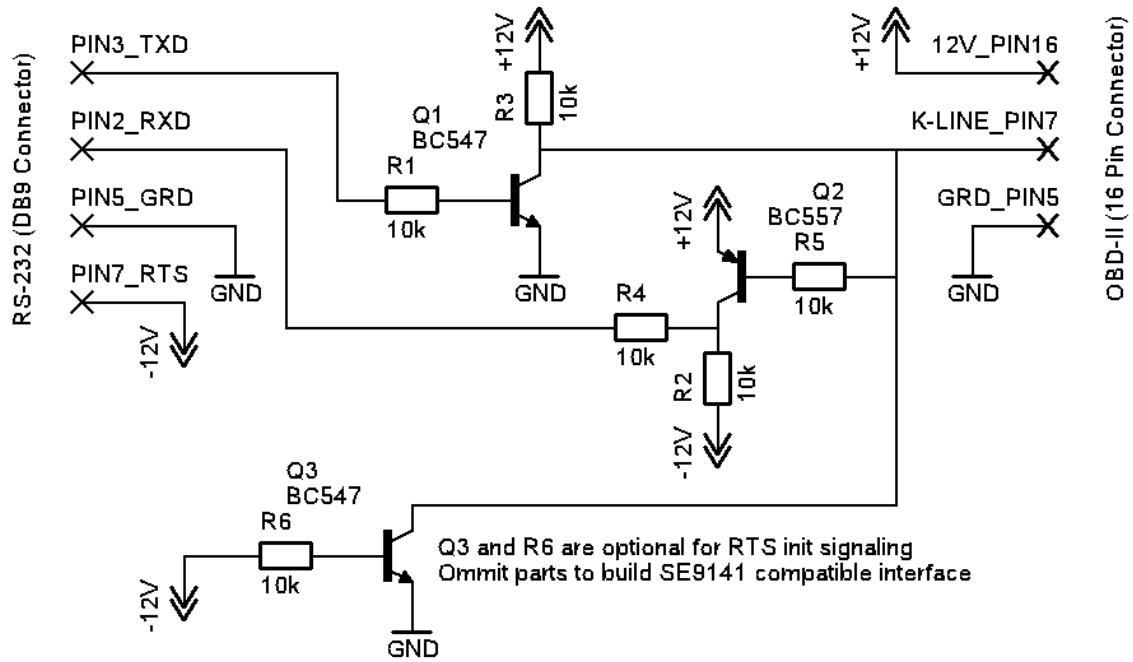 RS-232 (DB9 Connector)
PIN3_TXD
PIN2_RXD
PIN5_GRD
GND
PIN7_RTS
-12V
Q1
BC547
R1
10k
+12V
R3
10k
GND
+12V
12V_PIN16
K-LINE_PIN7
GRD_PIN5
GND
OBD-II (16 Pin Connector)
+12V
Q2
BC557
R5
10k
R4
10k
R2
10k
-12V
Q3
BC547
R6
10k
-12V
GND
Q3 and R6 are optional for RTS init signaling
Ommit parts to build SE9141 compatible interface